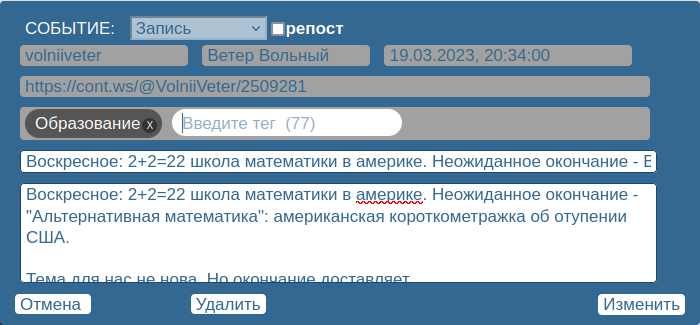 СОБЫТИЕ: Запись репост
volniiveter Ветер Вольный 19.03.2023, 20:34:00
https://cont.ws/@VolniiVeter/2509281
Образование x Введите тег (77)
Воскресное: 2+2=22 школа математики в америке. Неожиданное окончание - В
Воскресное: 2+2=22 школа математики в америке. Неожиданное окончание -
"Альтернативная математика": американская короткометражка об отупении
США.
Тема для нас не нова. Но окончание доставляет
Отмена Удалить Изменить